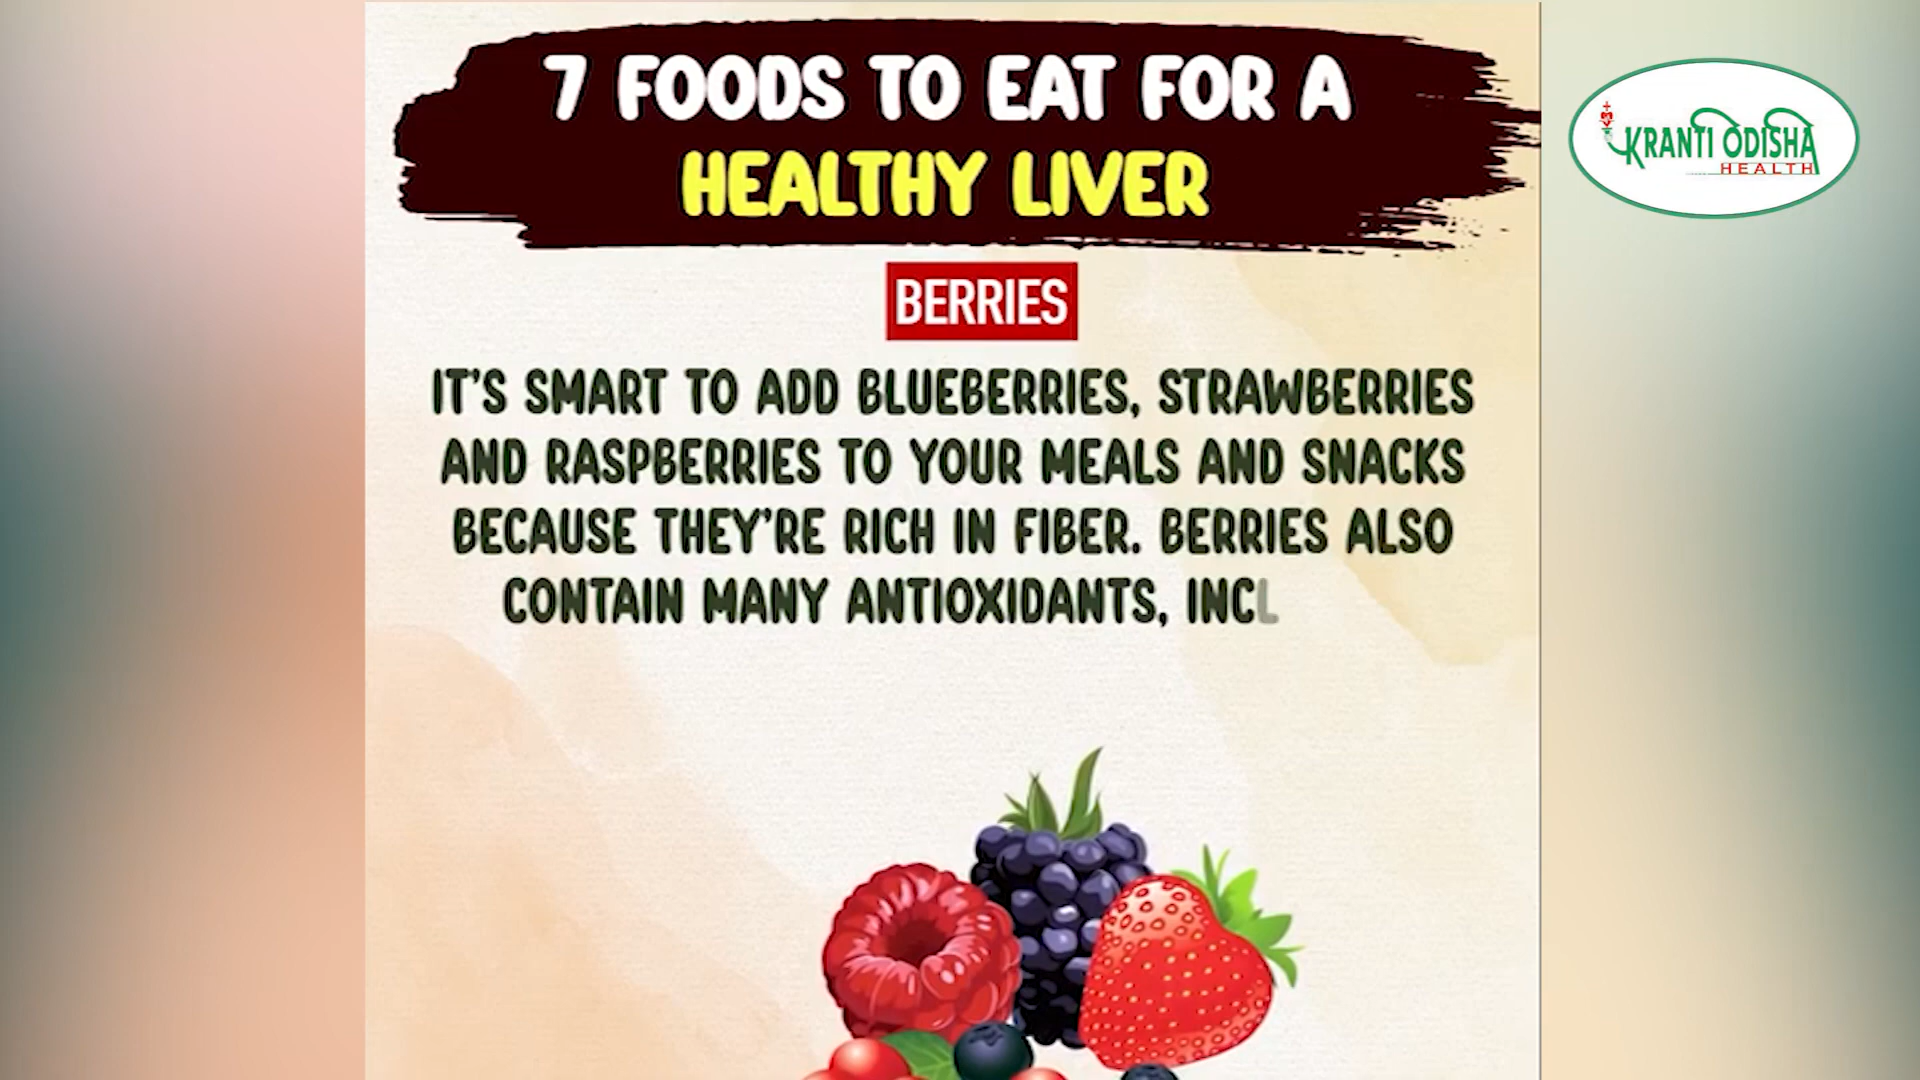 7 FOODS TO EAT FOR A
HEALTHY LIVER
KRANTI ODISHA
HEALTH
BERRIES
IT'S SMART TO ADD BLUEBERRIES, STRAWBERRIES
AND RASPBERRIES TO YOUR MEALS AND SNACKS
BECAUSE THEY'RE RICH IN FIBER. BERRIES ALSO
CONTAIN MANY ANTIOXIDANTS, INCL